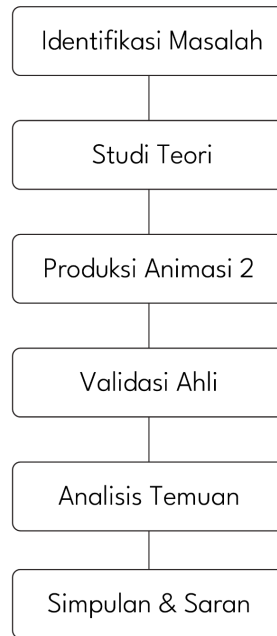 Identifikasi Masalah
Studi Teori
Produksi Animasi 2
Validasi Ahli
Analisis Temuan
Simpulan & Saran